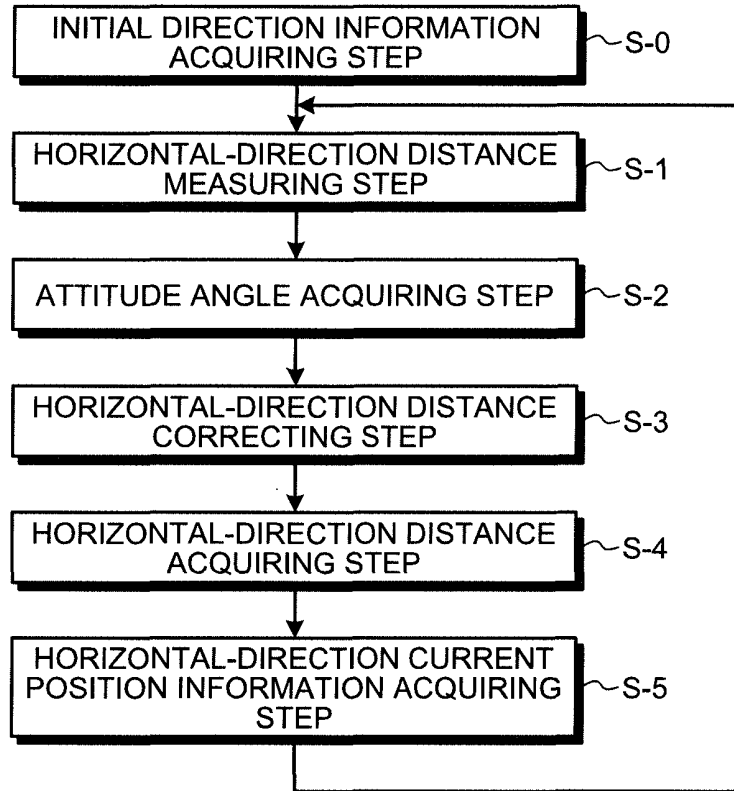 INITIAL DIRECTION INFORMATION
ACQUIRING STEP
S-0
HORIZONTAL-DIRECTION DISTANCE
MEASURING STEP
S-1
ATTITUDE ANGLE ACQUIRING STEP
S-2
HORIZONTAL-DIRECTION DISTANCE
CORRECTING STEP
S-3
HORIZONTAL-DIRECTION DISTANCE
ACQUIRING STEP
S-4
HORIZONTAL-DIRECTION CURRENT
POSITION INFORMATION ACQUIRING
STEP
S-5